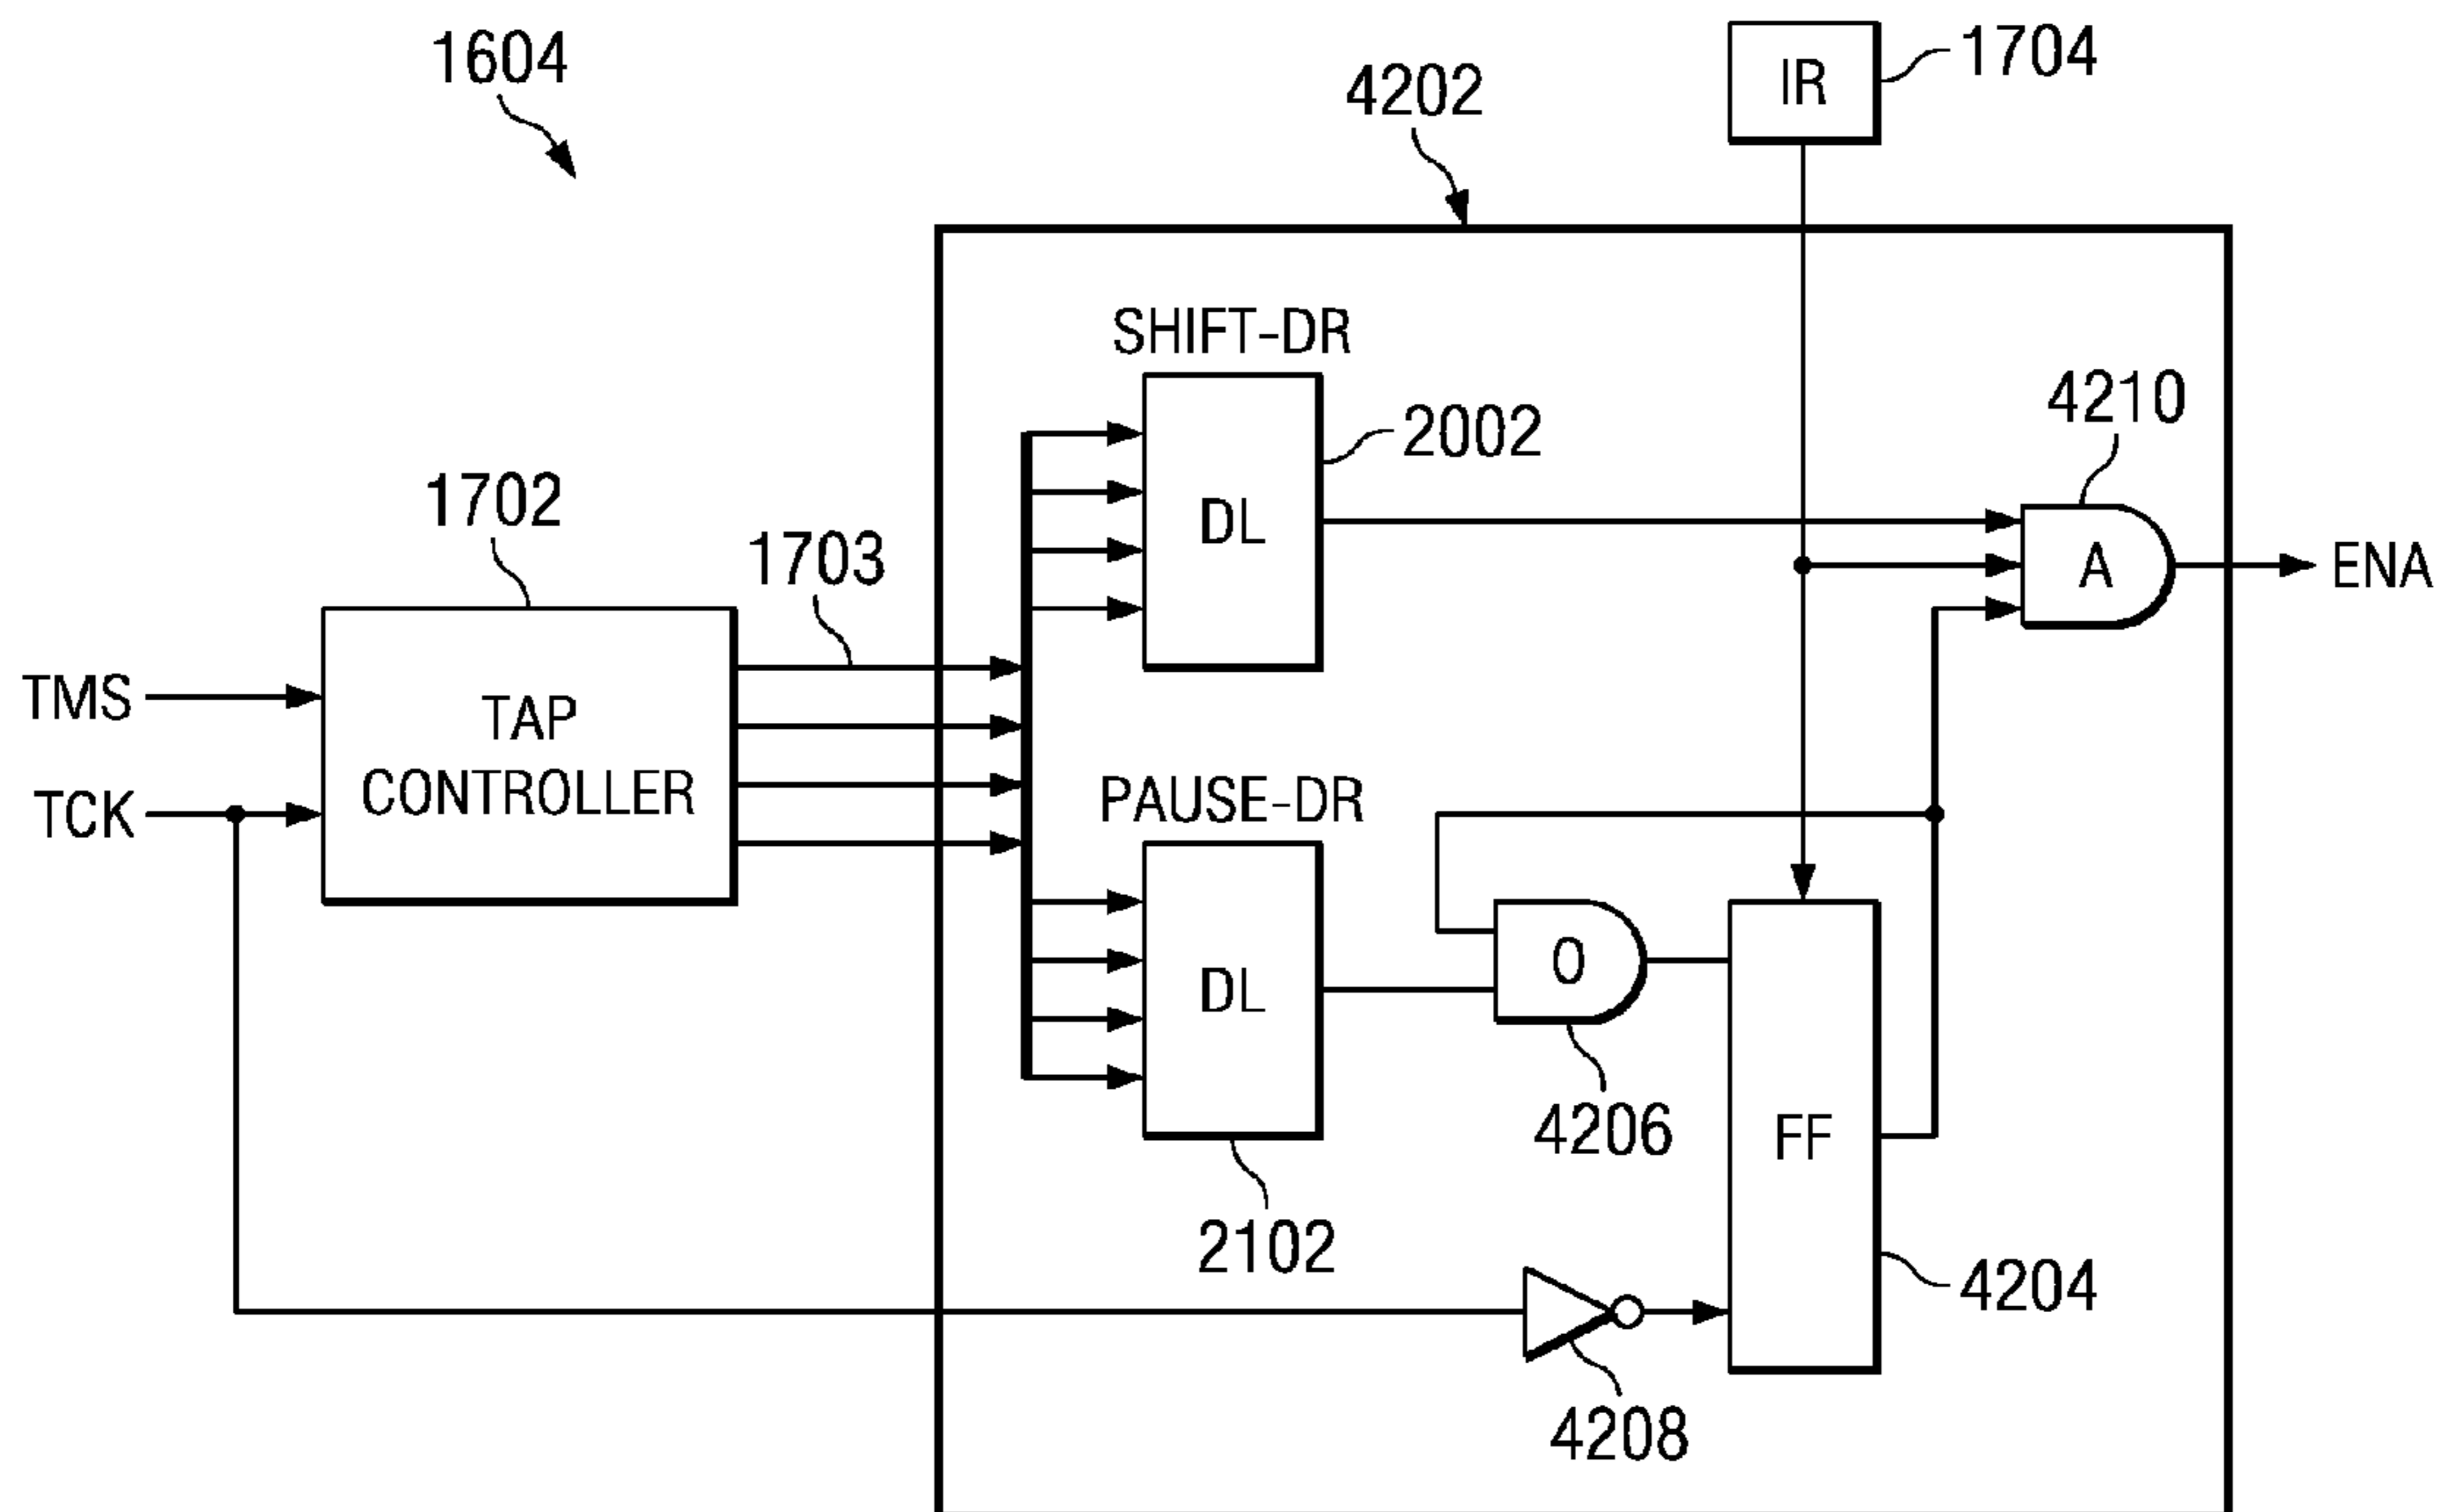 1604
4202
IR
1704
SHIFT-DR
2002
4210
DL
A
ENA
1702
1703
TMS
TAP
CONTROLLER
TCK
PAUSE-DR
DL
O
4206
FF
2102
4204
4208